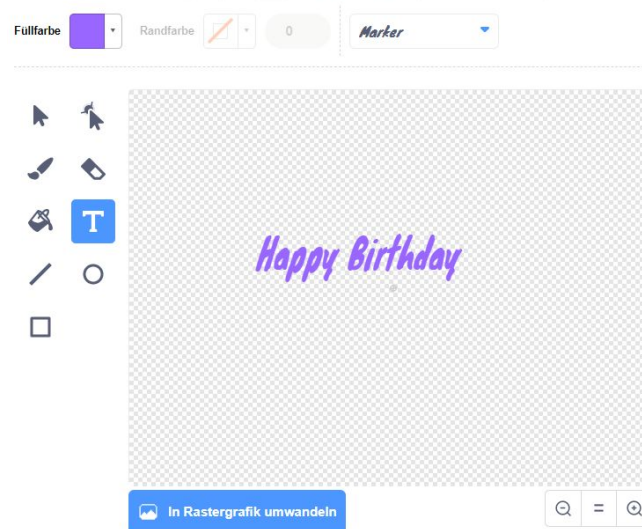 Füllfarbe Randfarbe 0 Marker
T
Happy Birthday
In Rastergrafik umwandeln